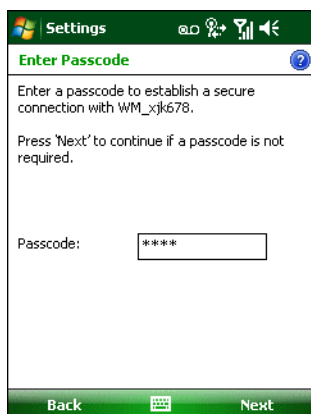 Settings
Enter Passcode
?
Enter a passcode to establish a secure
connection with WM_xjk678.
Press 'Next' to continue if a passcode is not
required.
Passcode: ****
Back Next